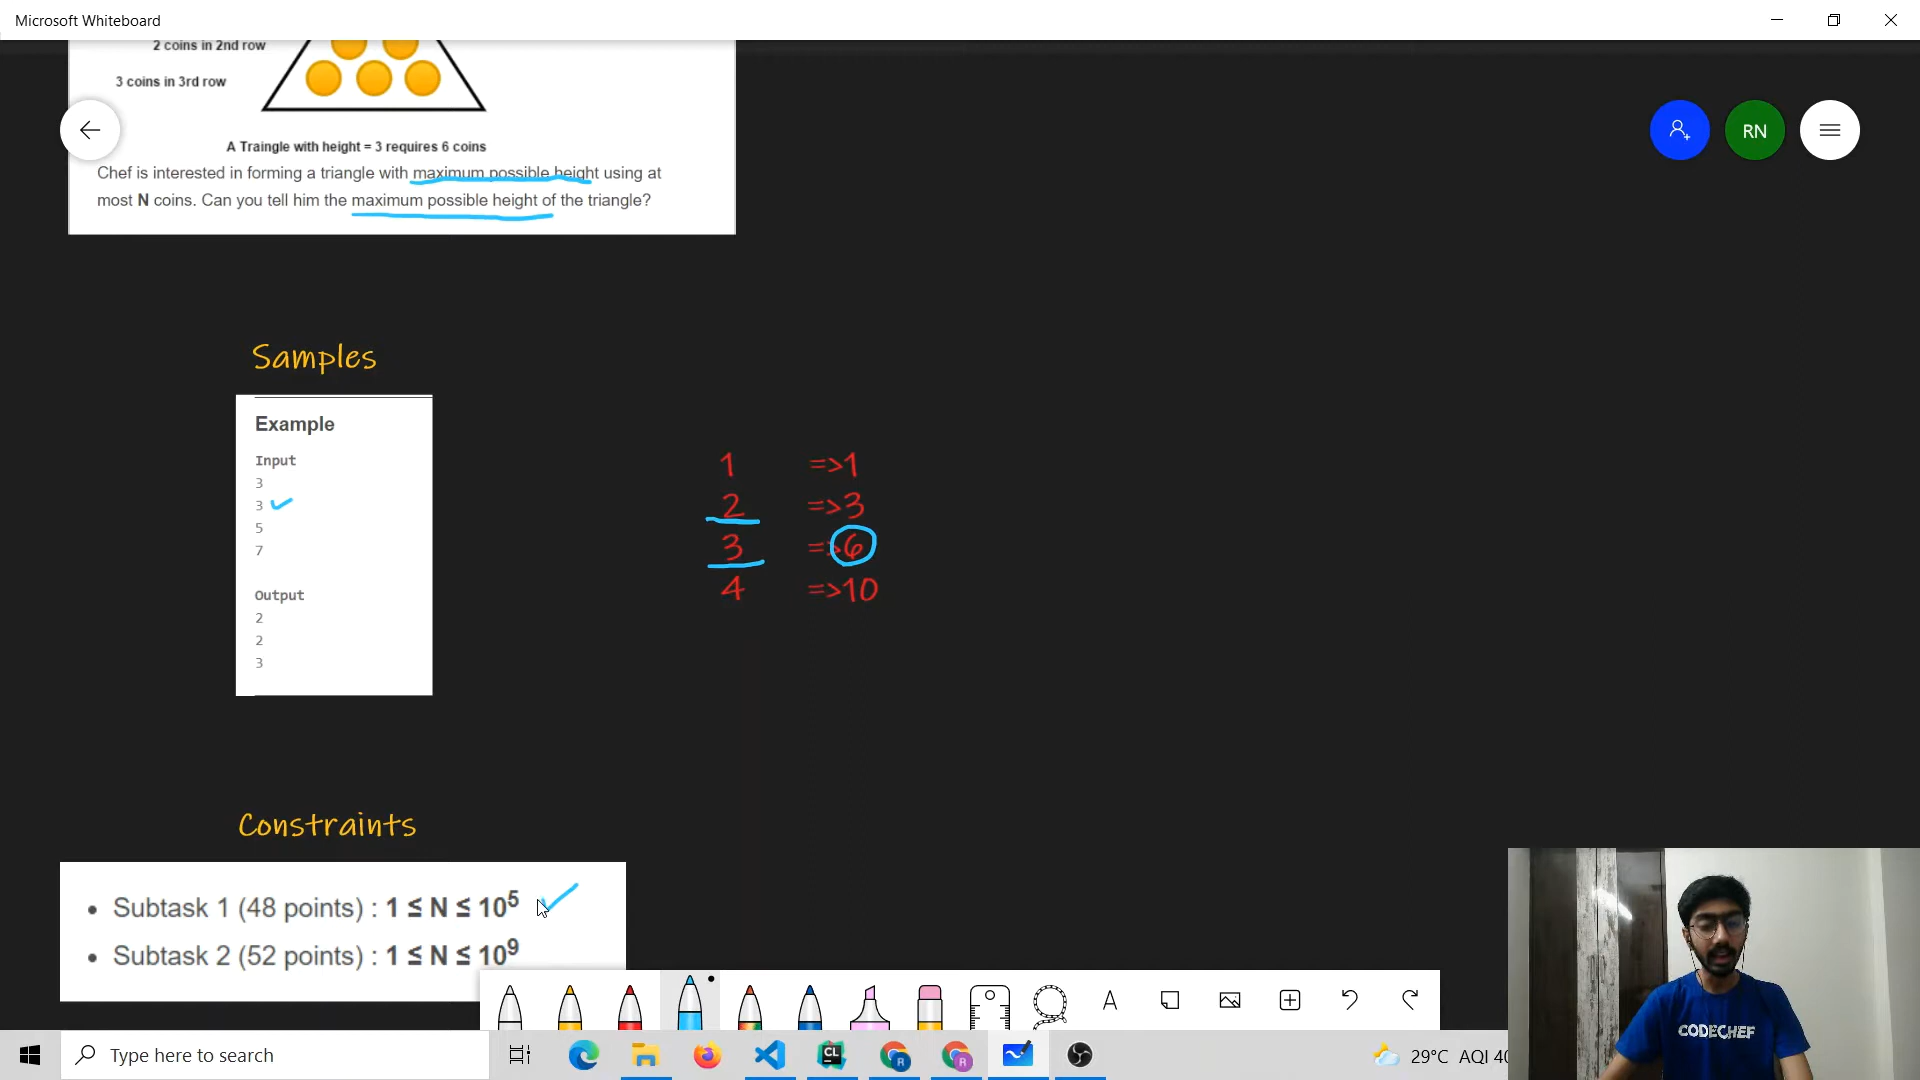 Microsoft Whiteboard
2 coins in 2nd row
3 coins in 3rd row
A Traingle with height = 3 requires 6 coins
Chef is interested in forming a triangle with maximum possible height using at
most N coins. Can you tell him the maximum possible height of the triangle?
RN
Samples
Example
Input
3
3
5
7
Output
2
2
3
1 =>1
2 =>3
3 =>6
4 =>10
Constraints
• Subtask 1 (48 points) : 1 ≤ N ≤ 10^5
• Subtask 2 (52 points) : 1 ≤ N ≤ 10^9
CODECHEF
Type here to search
CL
R
R
29°C AQI 40